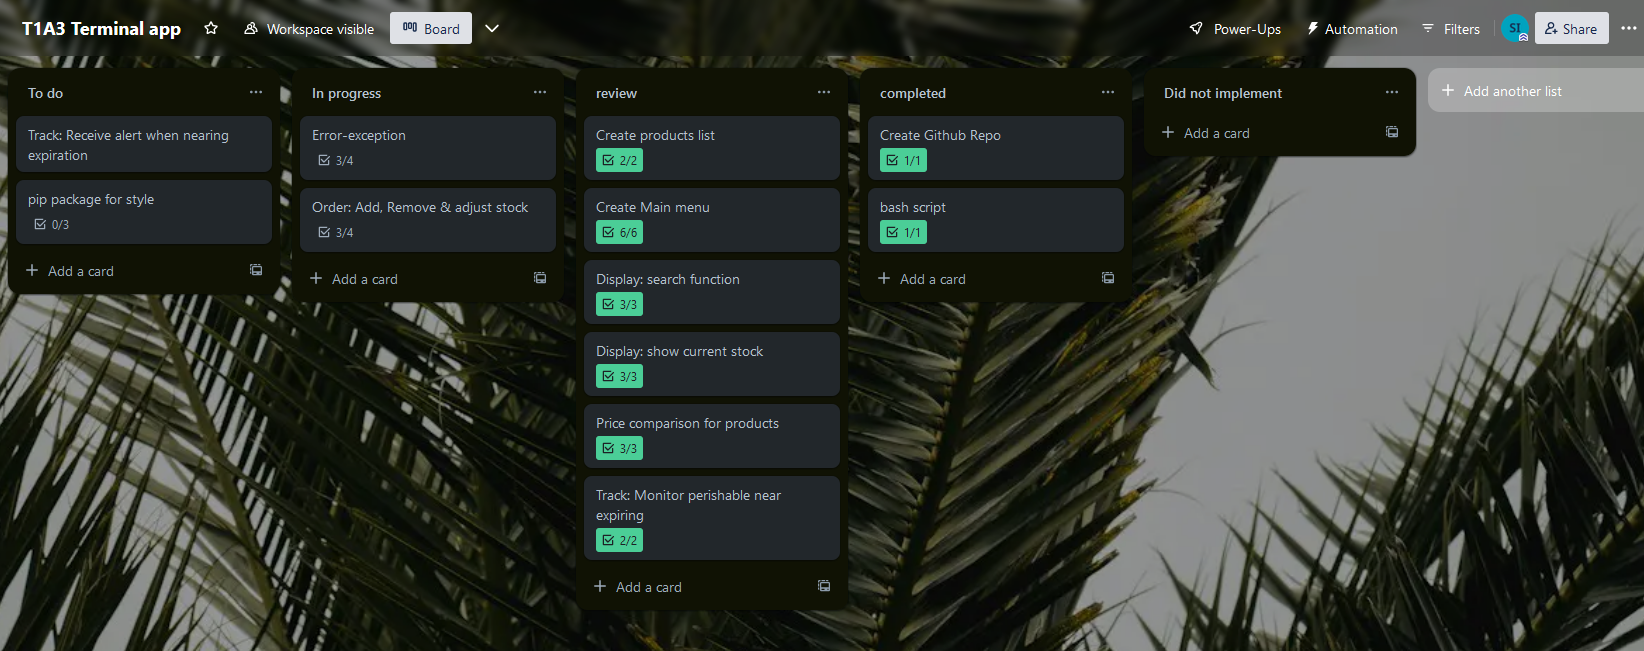 T1A3 Terminal app
Workspace visible
Board
Power-Ups
Automation
Filters
SI
Share
To do
Track: Receive alert when nearing
expiration
pip package for style
0/3
Add a card
In progress
Error-exception
3/4
Order: Add, Remove & adjust stock
3/4
Add a card
review
Create products list
2/2
Create Main menu
6/6
Display: search function
3/3
Display: show current stock
3/3
Price comparison for products
3/3
Track: Monitor perishable near
expiring
2/2
Add a card
completed
Create Github Repo
1/1
bash script
1/1
Add a card
Did not implement
Add a card
Add another list